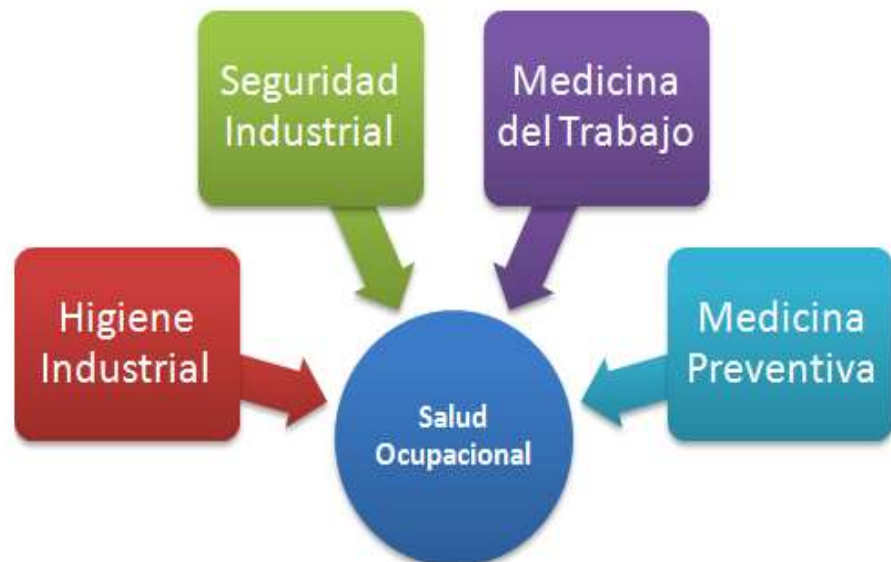 Seguridad
Industrial
Medicina
del Trabajo
Higiene
Industrial
Medicina
Preventiva
Salud
Ocupacional